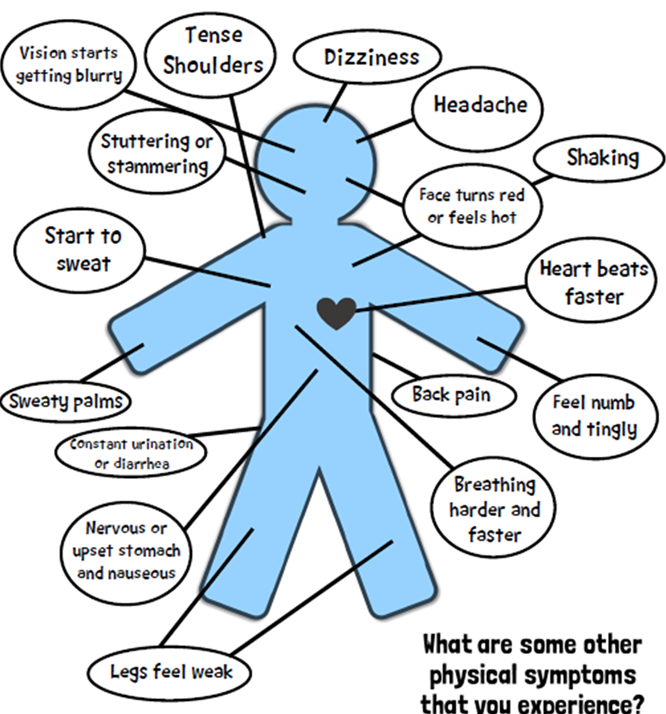 Vision starts
getting blurry
Tense
Shoulders
Dizziness
Headache
Stuttering or
stammering
Shaking
Face turns red
or feels hot
Start to
sweat
Heart beats
faster
Sweaty palms
Back pain
Feel numb
and tingly
Constant urination
or diarrhea
Breathing
harder and
faster
Nervous or
upset stomach
and nauseous
Legs feel weak
What are some other
physical symptoms
that you experience?